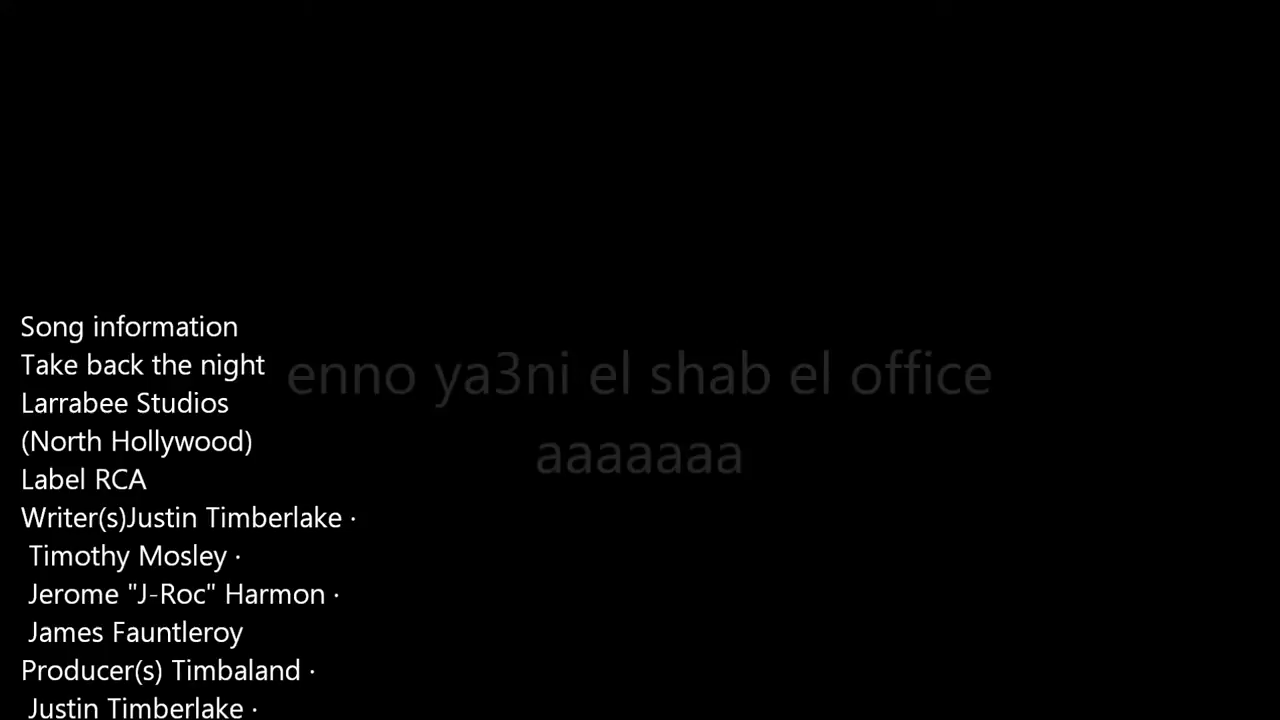 Song information
Take back the night
Larrabee Studios
(North Hollywood)
Label RCA
Writer(s)Justin Timberlake ·
Timothy Mosley ·
Jerome "J-Roc" Harmon ·
James Fauntleroy
Producer(s) Timbaland ·
Justin Timberlake ·
enno ya3ni el shab el office
aaaaaaa